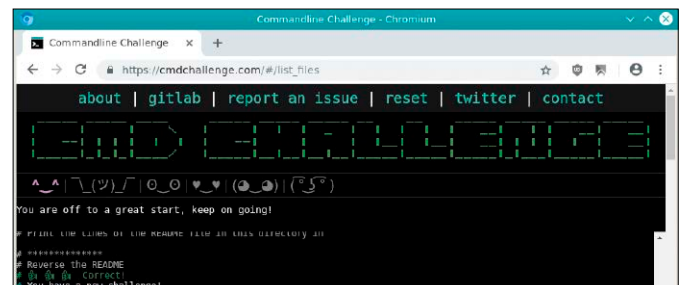 Commandline Challenge - Chromium
Commandline Challenge × +
https://cmdchallenge.com/#/list_files
about | gitlab | report an issue | reset | twitter | contact
CMD CHALLENGE
^‿^ | ¯\_(ツ)_/¯ | ʘ‿ʘ | ♥‿♥ | (◕‿◕) | ( ͡° ͜ʖ ͡°)
You are off to a great start, keep on going!
# Print the lines of the README file in this directory in
# **************
# Reverse the README
# 👍 👍 👍 Correct!
# You have a new challenge!